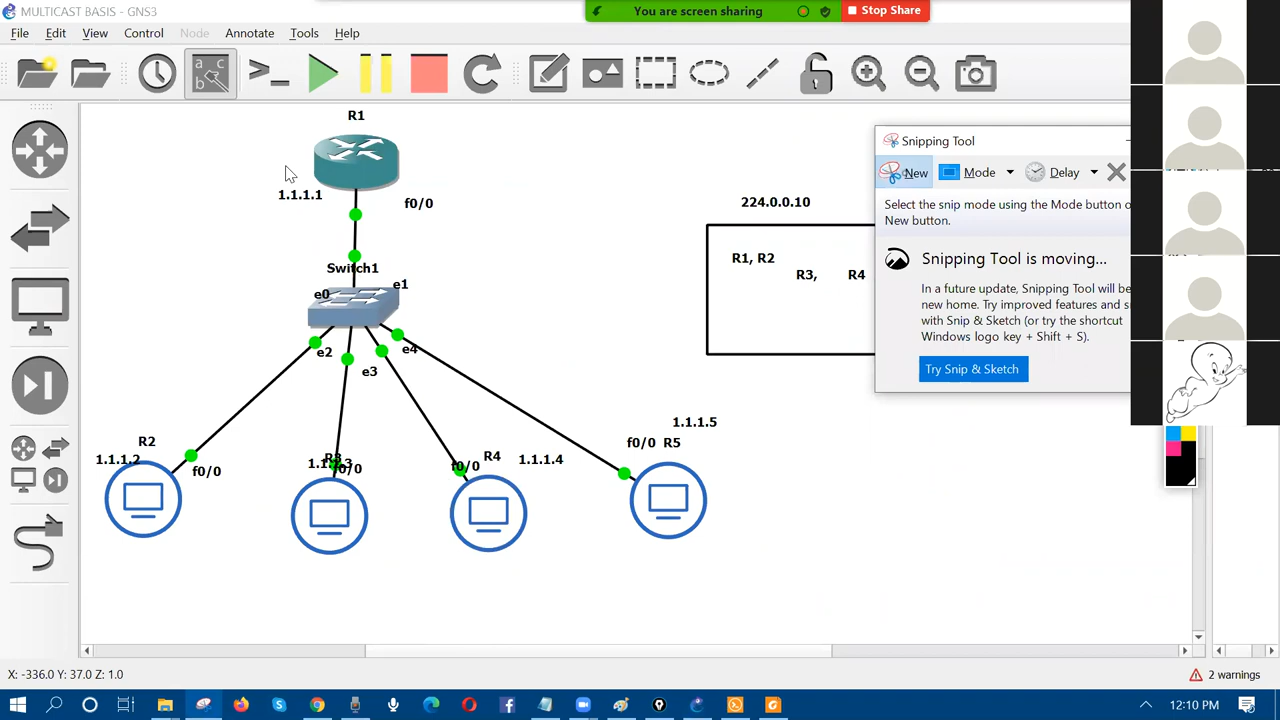 MULTICAST BASIS - GNS3
You are screen sharing
Stop Share
File Edit View Control Node Annotate Tools Help
R1
1.1.1.1
f0/0
Switch1
e0
e1
e2
e3
e4
R2
1.1.1.2
f0/0
R3
f0/0
R4
f0/0
1.1.1.4
1.1.1.5
f0/0 R5
224.0.0.10
R1, R2
R3,
R4
Snipping Tool
New Mode Delay
Select the snip mode using the Mode button o
New button.
Snipping Tool is moving...
In a future update, Snipping Tool will be
new home. Try improved features and s
with Snip & Sketch (or try the shortcut
Windows logo key + Shift + S).
Try Snip & Sketch
X: -336.0 Y: 37.0 Z: 1.0
2 warnings
12:10 PM